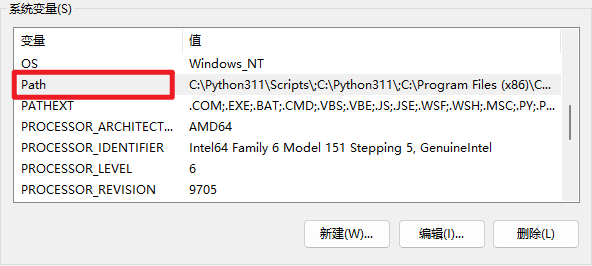 系统变量(S)
变量 值
OS Windows_NT
Path C:\Python311\Scripts\;C:\Python311\;C:\Program Files (x86)\C...
PATHEXT .COM;.EXE;.BAT;.CMD;.VBS;.VBE;.JS;.JSE;.WSF;.WSH;.MSC;.PY;.P...
PROCESSOR_ARCHITECT... AMD64
PROCESSOR_IDENTIFIER Intel64 Family 6 Model 151 Stepping 5, GenuineIntel
PROCESSOR_LEVEL 6
PROCESSOR_REVISION 9705
新建(W)... 编辑(I)... 删除(L)